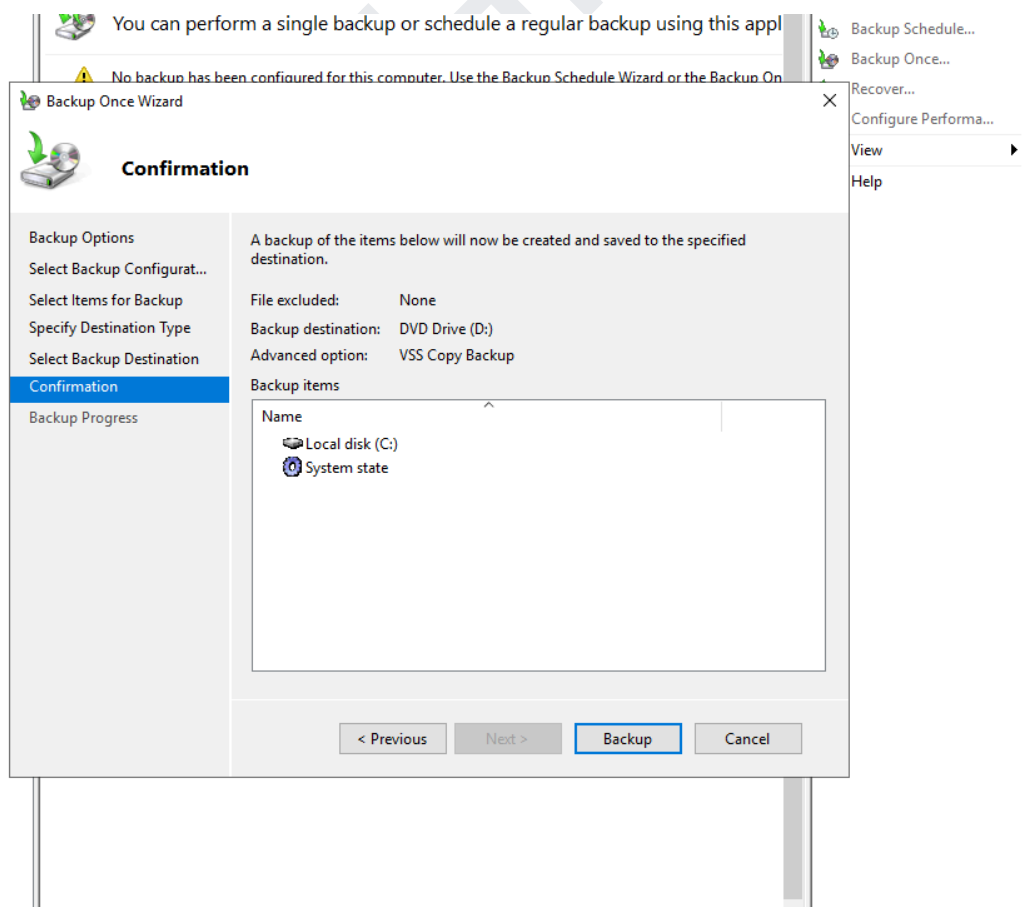 You can perform a single backup or schedule a regular backup using this appl
No backup has been configured for this computer. Use the Backup Schedule Wizard or the Backup On
Backup Schedule...
Backup Once...
Recover...
Configure Performa...
View
Help
Backup Once Wizard
Confirmation
Backup Options
Select Backup Configurat...
Select Items for Backup
Specify Destination Type
Select Backup Destination
Confirmation
Backup Progress
A backup of the items below will now be created and saved to the specified
destination.
File excluded: None
Backup destination: DVD Drive (D:)
Advanced option: VSS Copy Backup
Backup items
Name
Local disk (C:)
System state
< Previous
Next >
Backup
Cancel